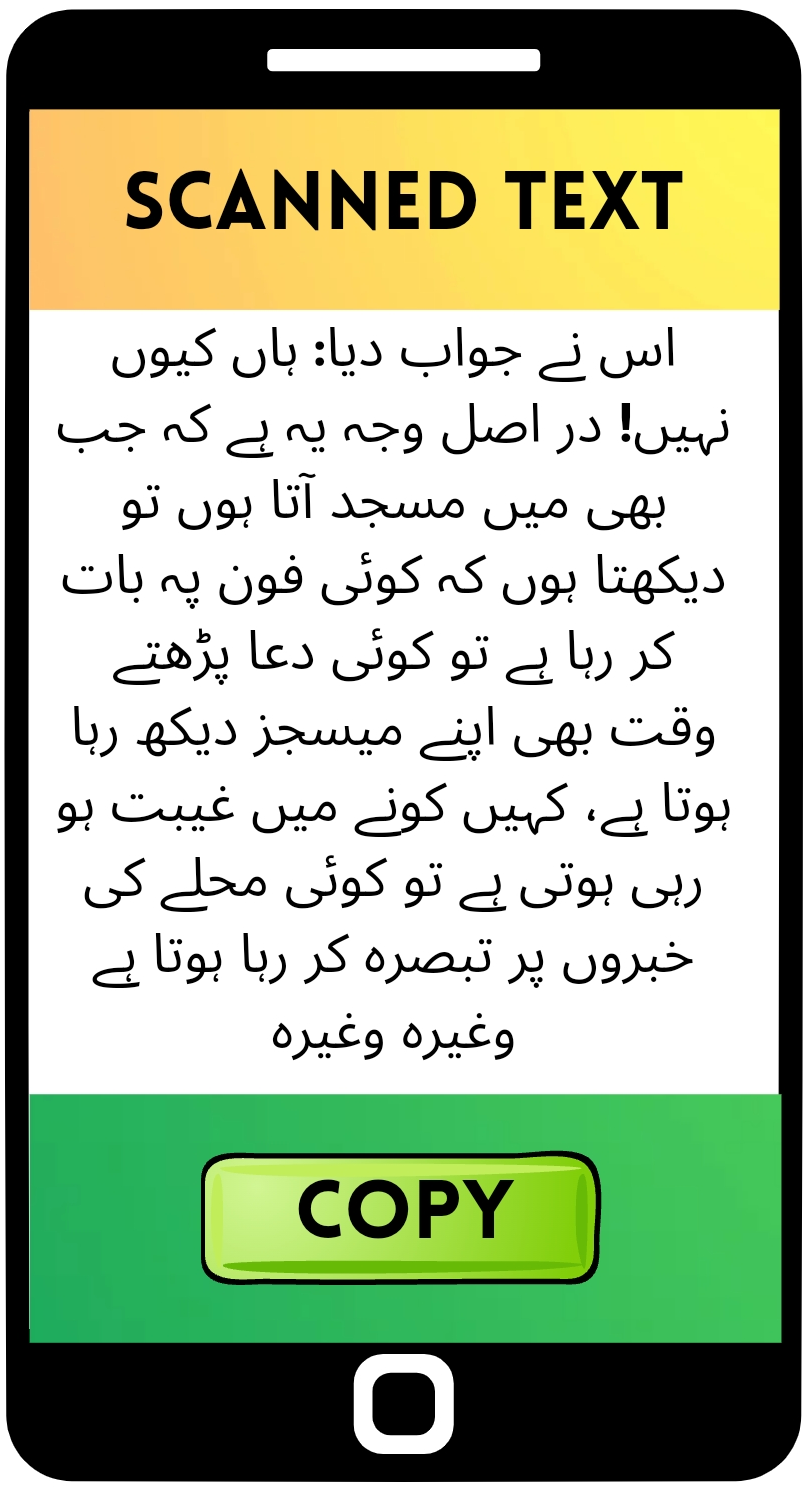 SCANNED TEXT
اس نے جواب دیا: ہاں کیوں
نہیں! در اصل وجہ یہ ہے کہ جب
بھی میں مسجد آتا ہوں تو
دیکھتا ہوں کہ کوئی فون پہ بات
کر رہا ہے تو کوئی دعا پڑھتے
وقت بھی اپنے میسجز دیکھ رہا
ہوتا ہے، کہیں کونے میں غیبت ہو
رہی ہوتی ہے تو کوئی محلے کی
خبروں پر تبصرہ کر رہا ہوتا ہے
وغیرہ وغیرہ
COPY